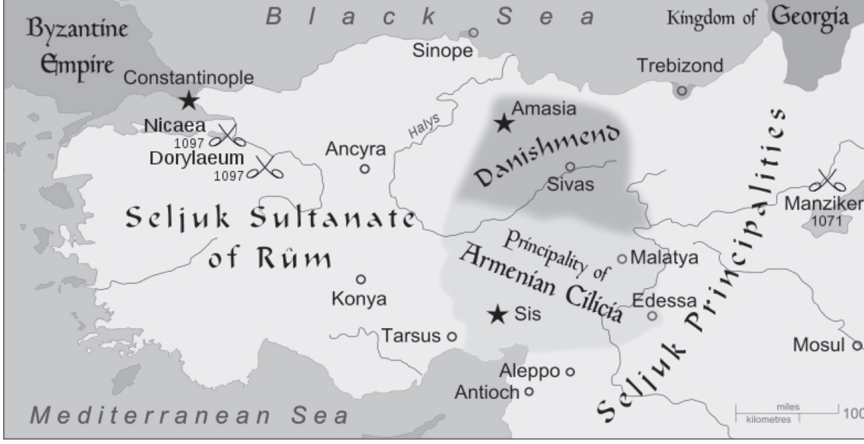 Black Sea
Kingdom of Georgia
Byzantine
Empire
Sinope
Constantinople
Trebizond
Nicaea
1097
Halys
Amasia
Danishmend
Dorylaeum
1097
Ancyra
Sivas
Manziker
1071
Seljuk Sultanate
of Rûm
Principality of
Armenian Cilicia
Malatya
Seljuk Principalities
Konya
Edessa
Sis
Tarsus
Mosul
Aleppo
Antioch
Mediterranean Sea
miles
kilometres
100